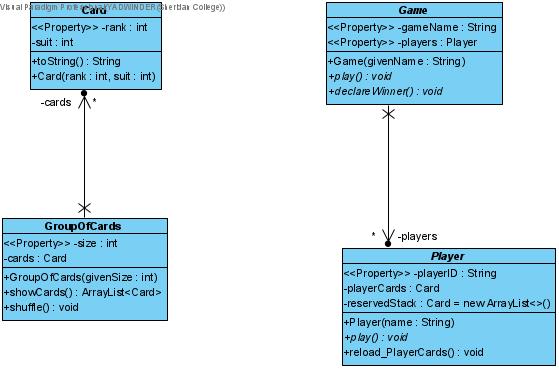 Visual Paradigm Professional(YADWINDER(Sheridan College))
Card
<<Property>> -rank : int
-suit : int
+toString() : String
+Card(rank : int, suit : int)
-cards
*
GroupOfCards
<<Property>> -size : int
-cards : Card
+GroupOfCards(givenSize : int)
+showCards() : ArrayList<Card>
+shuffle() : void
Game
<<Property>> -gameName : String
<<Property>> -players : Player
+Game(givenName : String)
+play() : void
+declareWinner() : void
*
-players
Player
<<Property>> -playerID : String
-playerCards : Card
-reservedStack : Card = new ArrayList<>()
+Player(name : String)
+play() : void
+reload_PlayerCards() : void